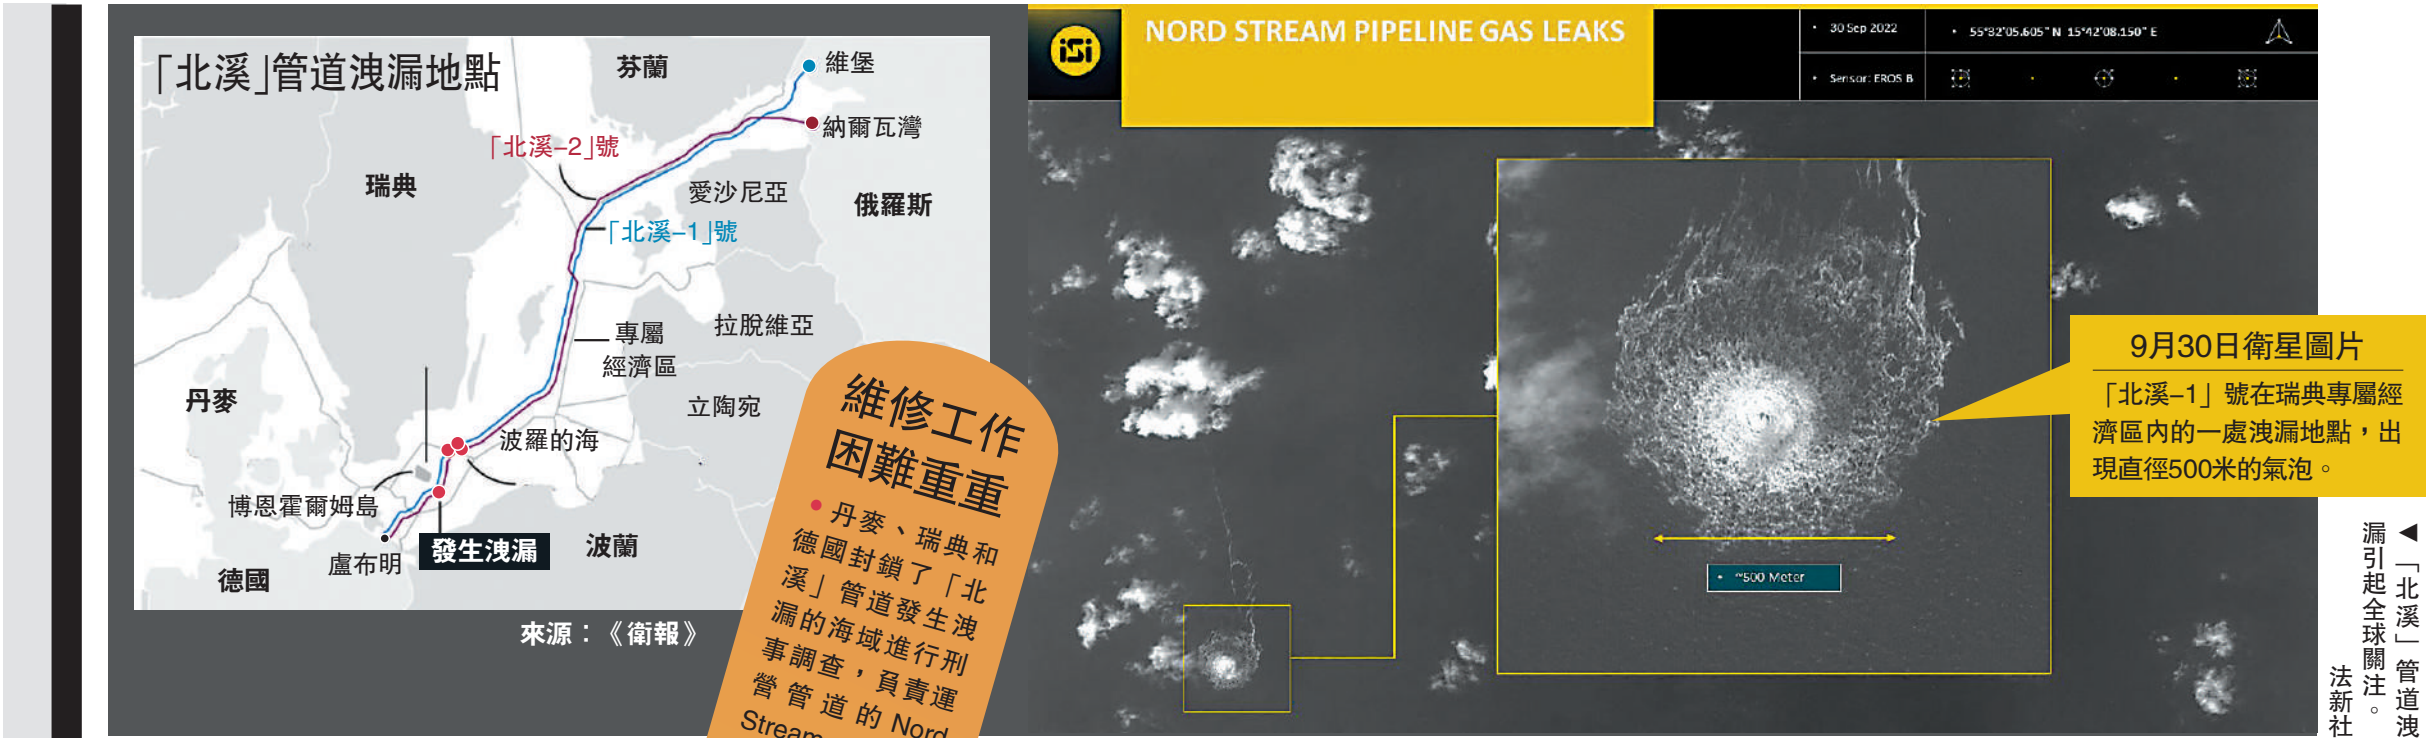 「北溪」管道洩漏地點
芬蘭
維堡
納爾瓦灣
「北溪–2」號
瑞典
愛沙尼亞
俄羅斯
「北溪–1」號
專屬
經濟區
拉脫維亞
丹麥
立陶宛
波羅的海
博恩霍爾姆島
盧布明
發生洩漏
波蘭
德國
來源：《衛報》
維修工作
困難重重
• 丹麥、瑞典和
德國封鎖了「北
溪」管道發生洩
漏的海域進行刑
事調查，負責運
營管道的Nord
Stream
iSi
NORD STREAM PIPELINE GAS LEAKS
• 30 Sep 2022
• 55°32'05.605" N 15°42'08.150" E
• Sensor: EROS B
• ~500 Meter
9月30日衛星圖片
「北溪–1」號在瑞典專屬經
濟區內的一處洩漏地點，出
現直徑500米的氣泡。
◀「北溪」管道洩
漏引起全球關注。
法新社